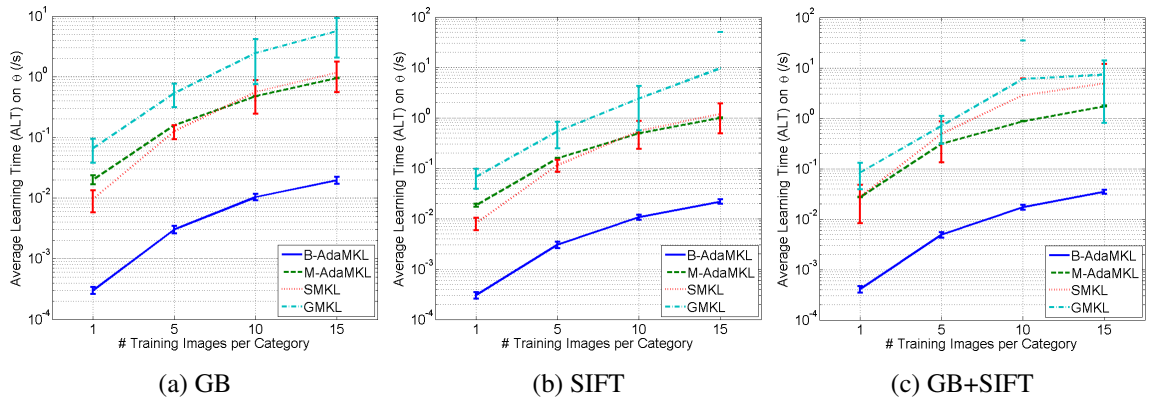 10^1
10^0
10^-1
10^-2
10^-3
10^-4
Average Learning Time (ALT) on θ (/s)
B-AdaMKL
M-AdaMKL
SMKL
GMKL
1 5 10 15
# Training Images per Category
(a) GB
10^2
10^1
10^0
10^-1
10^-2
10^-3
10^-4
Average Learning Time (ALT) on θ (/s)
B-AdaMKL
M-AdaMKL
SMKL
GMKL
1 5 10 15
# Training Images per Category
(b) SIFT
10^2
10^1
10^0
10^-1
10^-2
10^-3
10^-4
Average Learning Time (ALT) on θ (/s)
B-AdaMKL
M-AdaMKL
SMKL
GMKL
1 5 10 15
# Training Images per Category
(c) GB+SIFT